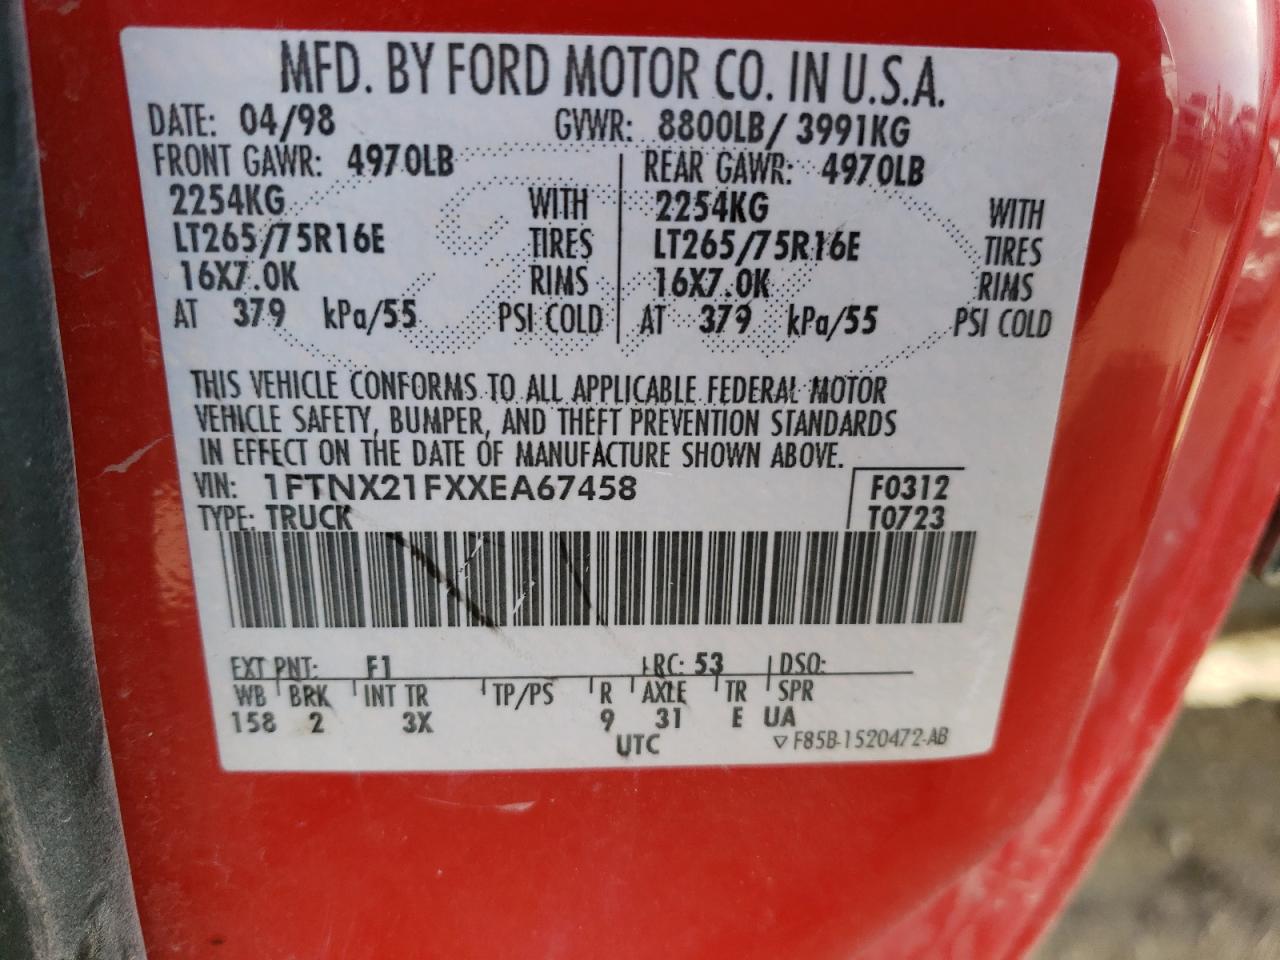 MFD. BY FORD MOTOR CO. IN U.S.A.
DATE: 04/98 GVWR: 8800LB/ 3991KG
FRONT GAWR: 4970LB REAR GAWR: 4970LB
2254KG WITH 2254KG WITH
LT265/75R16E TIRES LT265/75R16E TIRES
16X7.0K RIMS 16X7.0K RIMS
AT 379 kPa/55 PSI COLD AT 379 kPa/55 PSI COLD
THIS VEHICLE CONFORMS TO ALL APPLICABLE FEDERAL MOTOR
VEHICLE SAFETY, BUMPER, AND THEFT PREVENTION STANDARDS
IN EFFECT ON THE DATE OF MANUFACTURE SHOWN ABOVE.
VIN: 1FTNX21FXXEA67458 F0312
TYPE: TRUCK T0723
EXT PNT: F1 RC: 53 DSO:
WB BRK INT TR TP/PS R AXLE TR SPR
158 2 3X 9 31 E UA
UTC ▽ F85B-1520472-AB